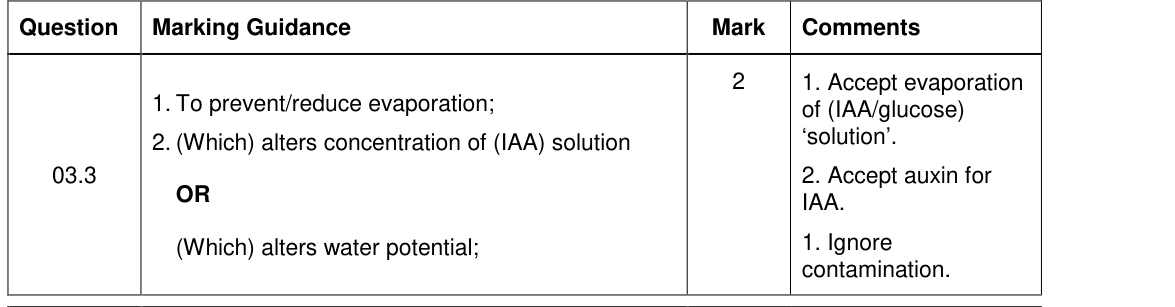 Question Marking Guidance Mark Comments
03.3
1. To prevent/reduce evaporation;
2. (Which) alters concentration of (IAA) solution
OR
(Which) alters water potential;
2
1. Accept evaporation
of (IAA/glucose)
‘solution’.
2. Accept auxin for
IAA.
1. Ignore
contamination.